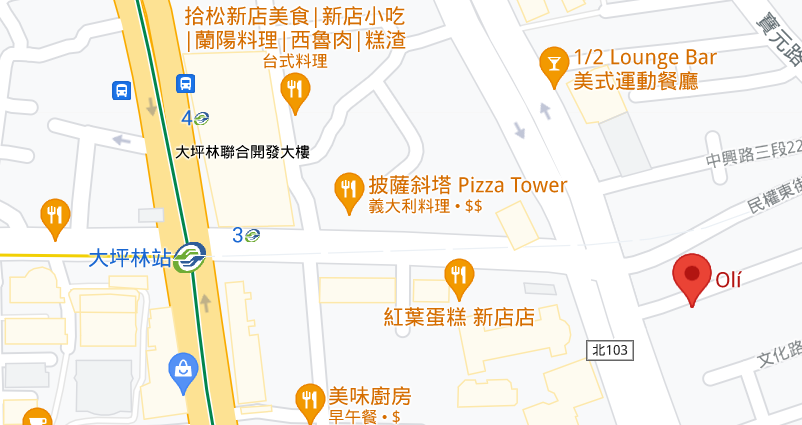 拾松新店美食|新店小吃
|蘭陽料理|西魯肉|糕渣
台式料理
1/2 Lounge Bar
美式運動餐廳
寶元路
4
大坪林聯合開發大樓
中興路三段22
披薩斜塔 Pizza Tower
義大利料理 • $$
民權東街
3
大坪林站
Olí
紅葉蛋糕 新店店
北103
文化路
美味廚房
早午餐 • $